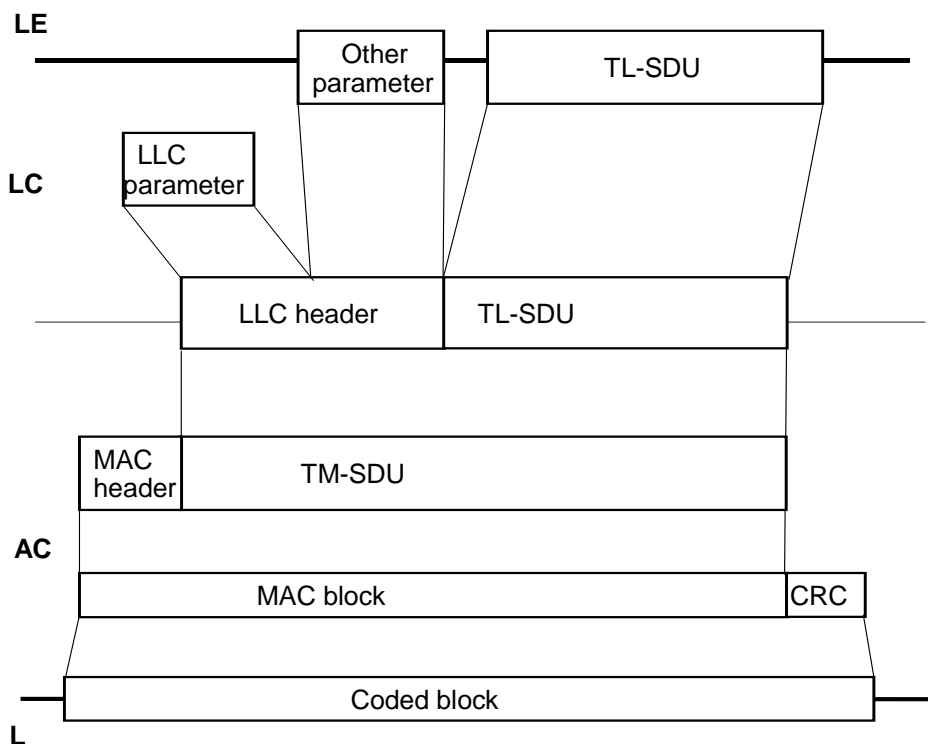 LE
Other
parameter
TL-SDU
LLC
parameter
LC
LLC header
TL-SDU
MAC
header
TM-SDU
AC
MAC block
CRC
Coded block
L